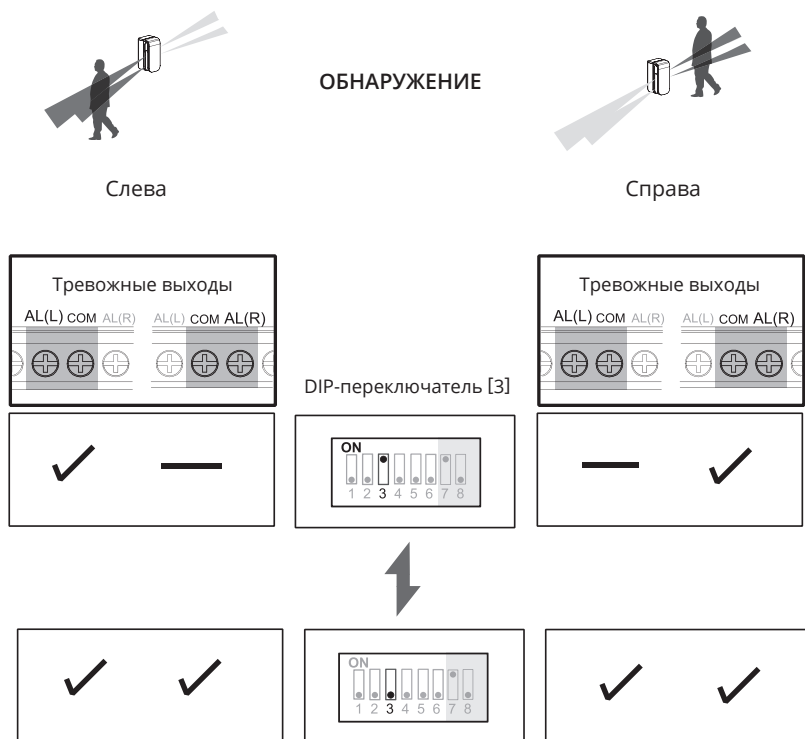 ОБНАРУЖЕНИЕ
Слева
Справа
Тревожные выходы
AL(L) COM AL(R) AL(L) COM AL(R)
Тревожные выходы
AL(L) COM AL(R) AL(L) COM AL(R)
DIP-переключатель [3]
ON
1 2 3 4 5 6 7 8
ON
1 2 3 4 5 6 7 8